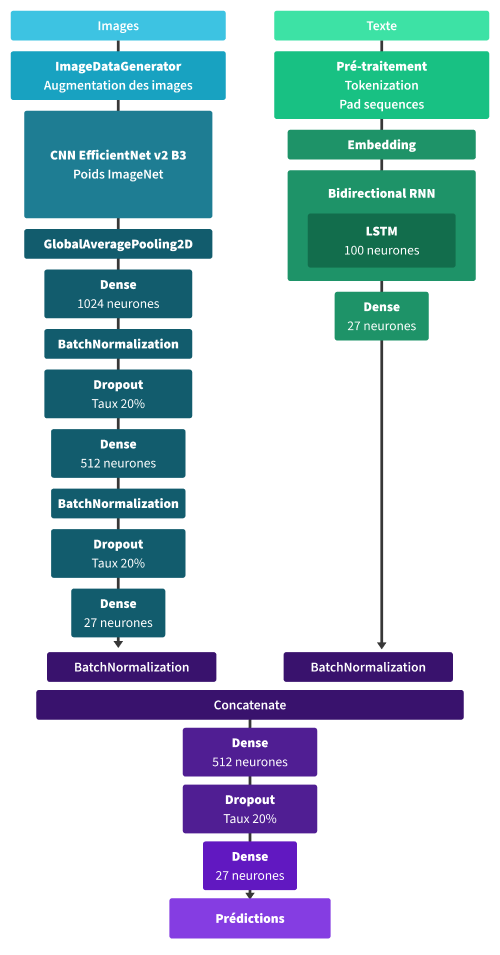 Images
ImageDataGenerator
Augmentation des images
CNN EfficientNet v2 B3
Poids ImageNet
GlobalAveragePooling2D
Dense
1024 neurones
BatchNormalization
Dropout
Taux 20%
Dense
512 neurones
BatchNormalization
Dropout
Taux 20%
Dense
27 neurones
BatchNormalization
Texte
Pré-traitement
Tokenization
Pad sequences
Embedding
Bidirectional RNN
LSTM
100 neurones
Dense
27 neurones
BatchNormalization
Concatenate
Dense
512 neurones
Dropout
Taux 20%
Dense
27 neurones
Prédictions